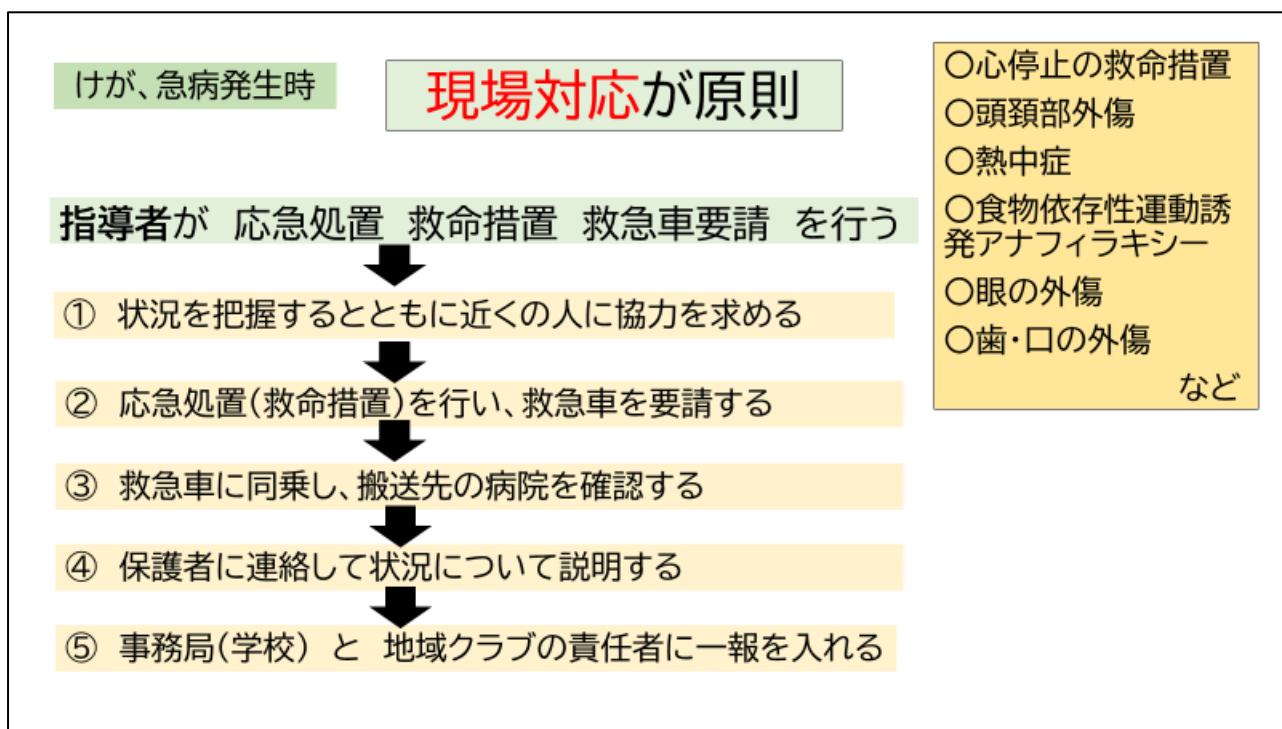 けが、急病発生時
現場対応が原則
指導者が 応急処置 救命措置 救急車要請 を行う
① 状況を把握するとともに近くの人に協力を求める
② 応急処置(救命措置)を行い、救急車を要請する
③ 救急車に同乗し、搬送先の病院を確認する
④ 保護者に連絡して状況について説明する
⑤ 事務局(学校) と 地域クラブの責任者に一報を入れる
〇心停止の救命措置
〇頭頚部外傷
〇熱中症
〇食物依存性運動誘
発アナフィラキシー
〇眼の外傷
〇歯・口の外傷
など